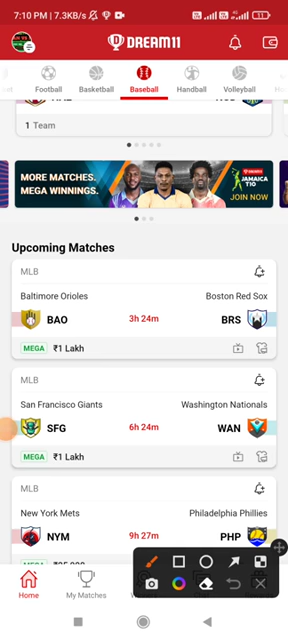 7:10 PM | 7.3KB/s
11
DREAM11
Football
Basketball
Baseball
Handball
Volleyball
1 Team
MORE MATCHES.
MEGA WINNINGS.
JAMAICA
T10
JOIN NOW
Upcoming Matches
MLB
Baltimore Orioles
Boston Red Sox
BAO
3h 24m
BRS
MEGA
₹1 Lakh
MLB
San Francisco Giants
Washington Nationals
SFG
6h 24m
WAN
MEGA
₹1 Lakh
MLB
New York Mets
Philadelphia Phillies
NYM
9h 27m
PHP
Home
My Matches